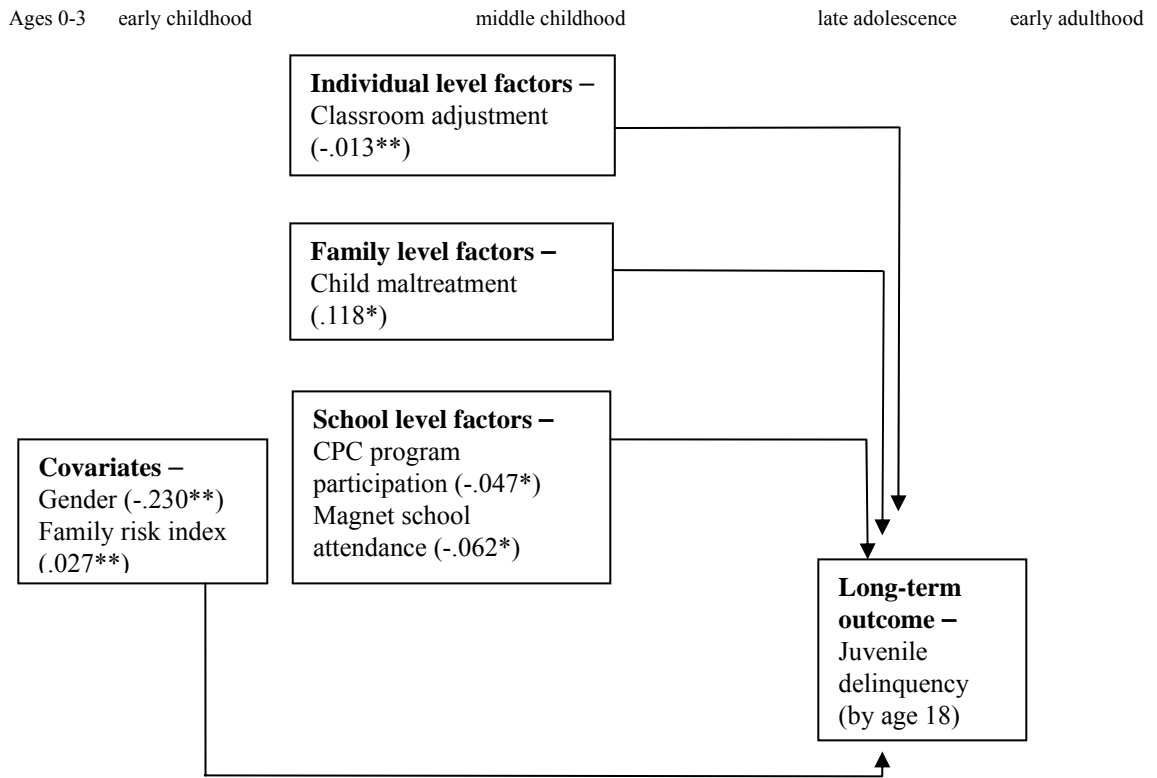 Ages 0-3 early childhood middle childhood late adolescence early adulthood
Individual level factors –
Classroom adjustment
(-.013**)
Family level factors –
Child maltreatment
(.118*)
School level factors –
CPC program
participation (-.047*)
Magnet school
attendance (-.062*)
Covariates –
Gender (-.230**)
Family risk index
(.027**)
Long-term
outcome –
Juvenile
delinquency
(by age 18)